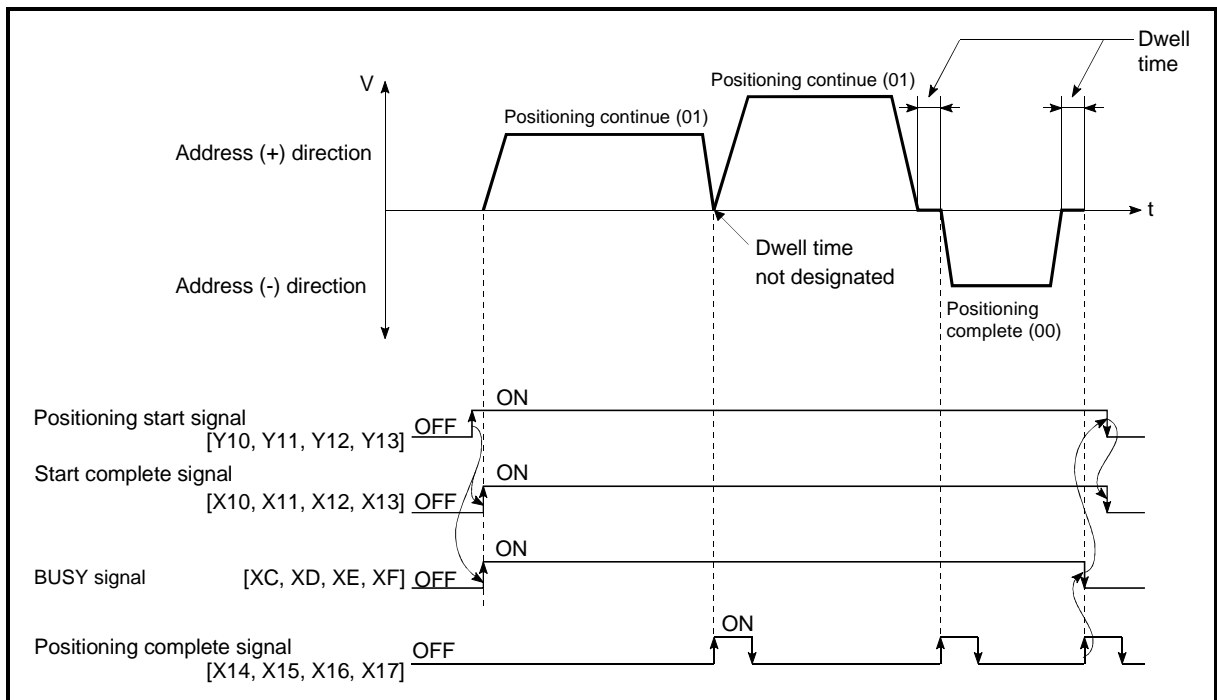 Dwell
time
V
Positioning continue (01)
Positioning continue (01)
Address (+) direction
t
Dwell time
not designated
Address (-) direction
Positioning
complete (00)
ON
Positioning start signal
OFF
[Y10, Y11, Y12, Y13]
Start complete signal
ON
[X10, X11, X12, X13]
OFF
ON
BUSY signal
[XC, XD, XE, XF]
OFF
ON
Positioning complete signal
OFF
[X14, X15, X16, X17]